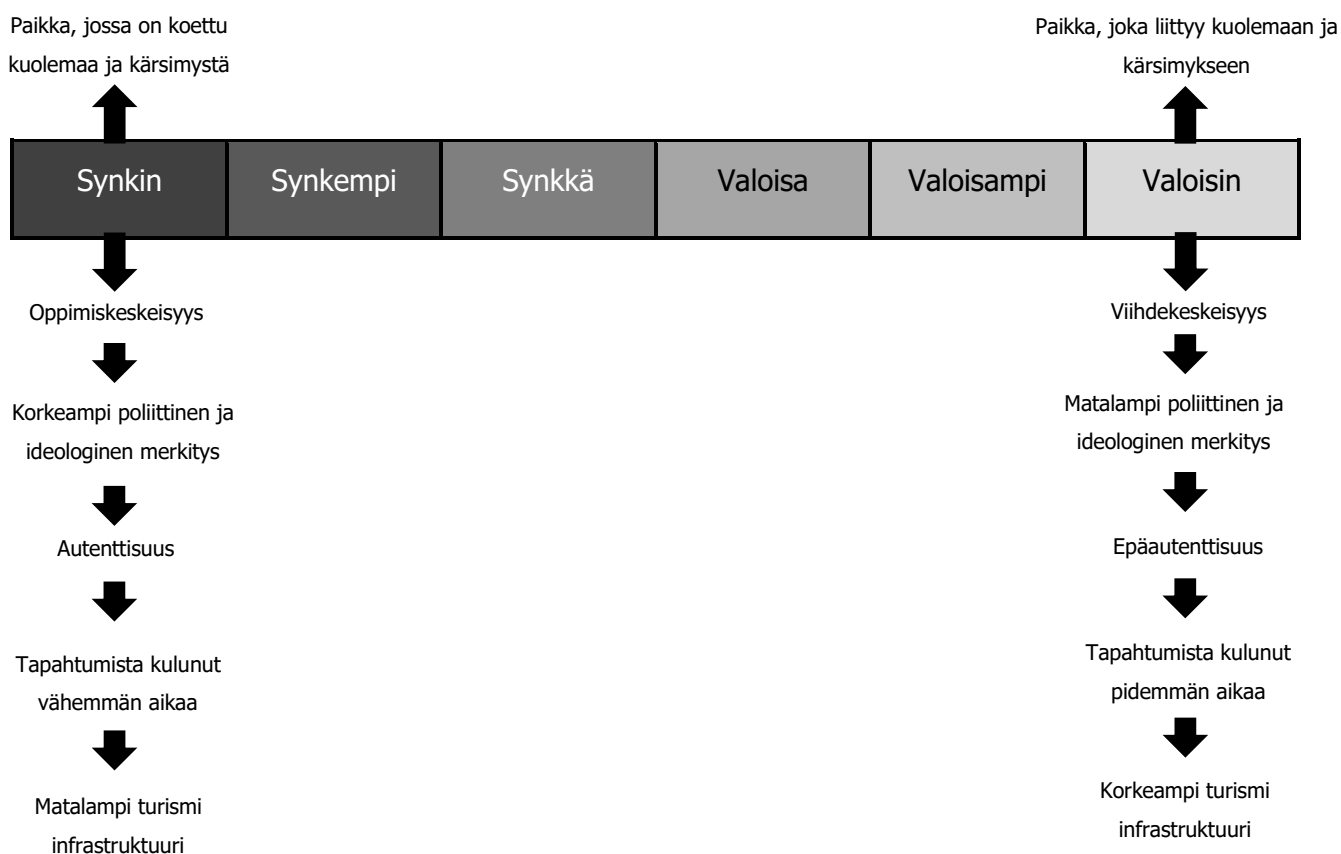 Paikka, jossa on koettu
kuolemaa ja kärsimystä
Paikka, joka liittyy kuolemaan ja
kärsimykseen
Synkin
Synkempi
Synkkä
Valoisa
Valoisampi
Valoisin
Oppimiskeskeisyys
Korkeampi poliittinen ja
ideologinen merkitys
Autenttisuus
Tapahtumista kulunut
vähemmän aikaa
Matalampi turismi
infrastruktuuri
Viihdekeskeisyys
Matalampi poliittinen ja
ideologinen merkitys
Epäautenttisuus
Tapahtumista kulunut
pidemmän aikaa
Korkeampi turismi
infrastruktuuri